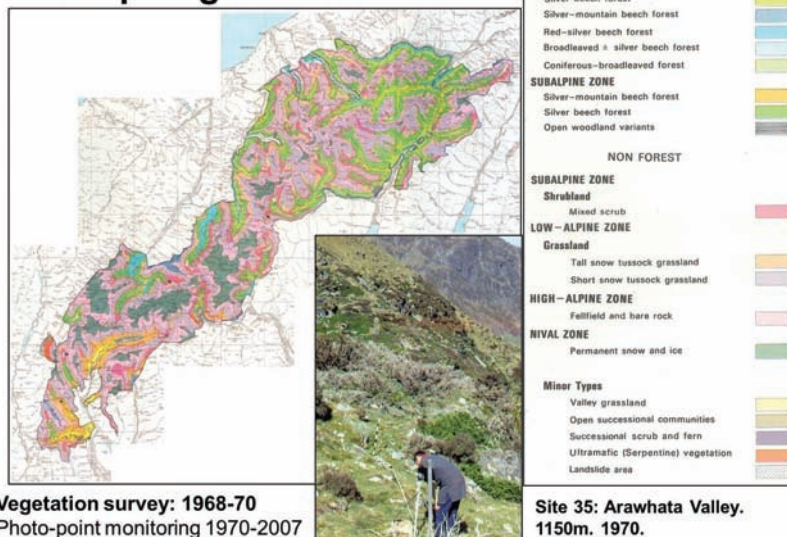 Vegetation survey: 1968-70
Photo-point monitoring 1970-2007
Silver-mountain beech forest
Red-silver beech forest
Broadleaved ± silver beech forest
Coniferous-broadleaved forest
SUBALPINE ZONE
Silver-mountain beech forest
Silver beech forest
Open woodland variants
NON FOREST
SUBALPINE ZONE
Shrubland
Mixed scrub
LOW-ALPINE ZONE
Grassland
Tall snow tussock grassland
Short snow tussock grassland
HIGH-ALPINE ZONE
Fellfield and bare rock
NIVAL ZONE
Permanent snow and ice
Minor Types
Valley grassland
Open successional communities
Successional scrub and fern
Ultramafic (Serpentine) vegetation
Landslide area
Site 35: Arawhata Valley.
1150m. 1970.